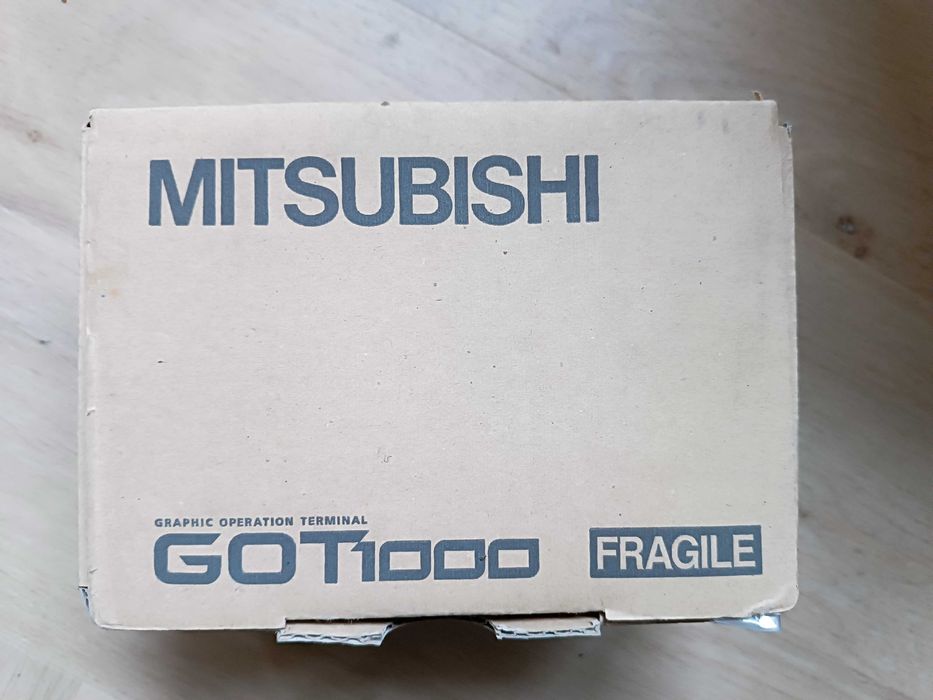 MITSUBISHI
GRAPHIC OPERATION TERMINAL
GOT1000
FRAGILE